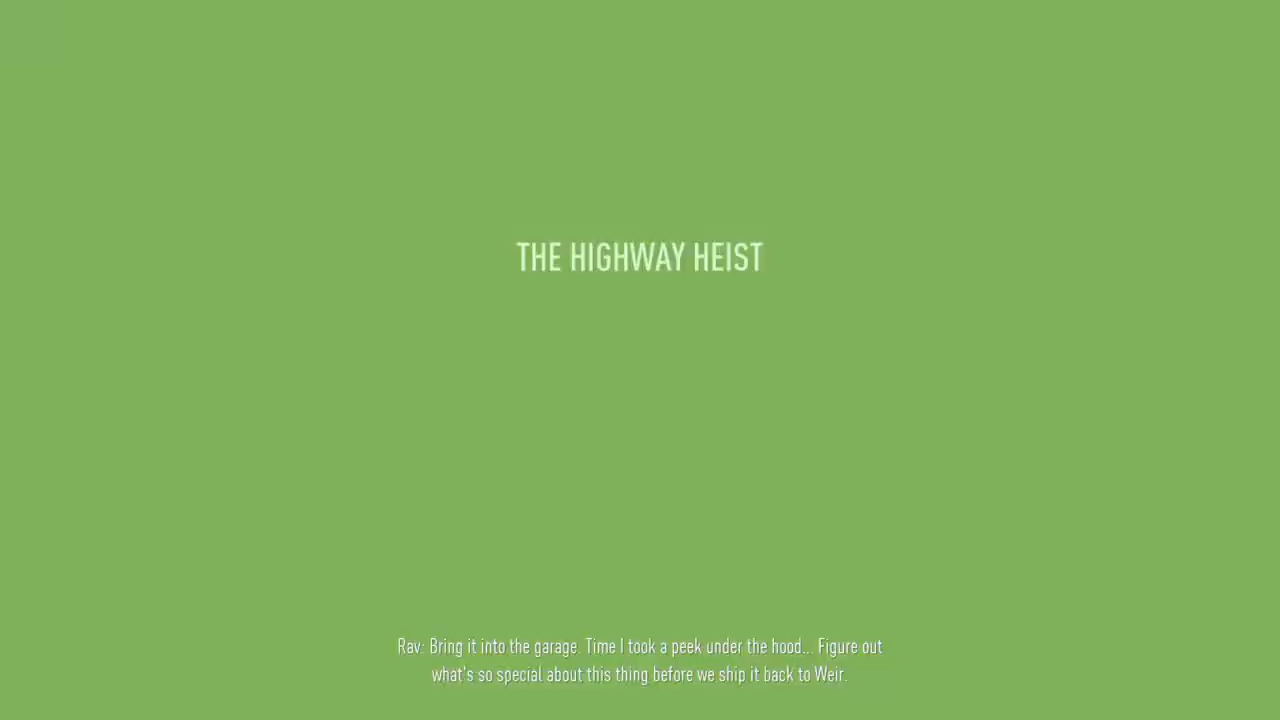 THE HIGHWAY HEIST
Rav: Bring it into the garage. Time I took a peek under the hood... Figure out
what's so special about this thing before we ship it back to Weir.